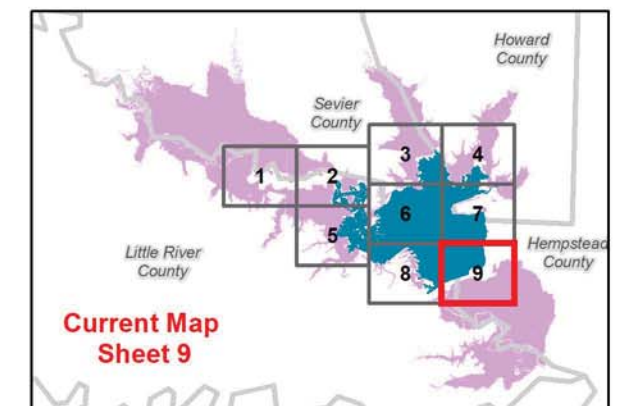 Howard
County
Sevier
County
3
4
1
2
6
7
5
Little River
County
Hempstead
County
8
9
Current Map
Sheet 9